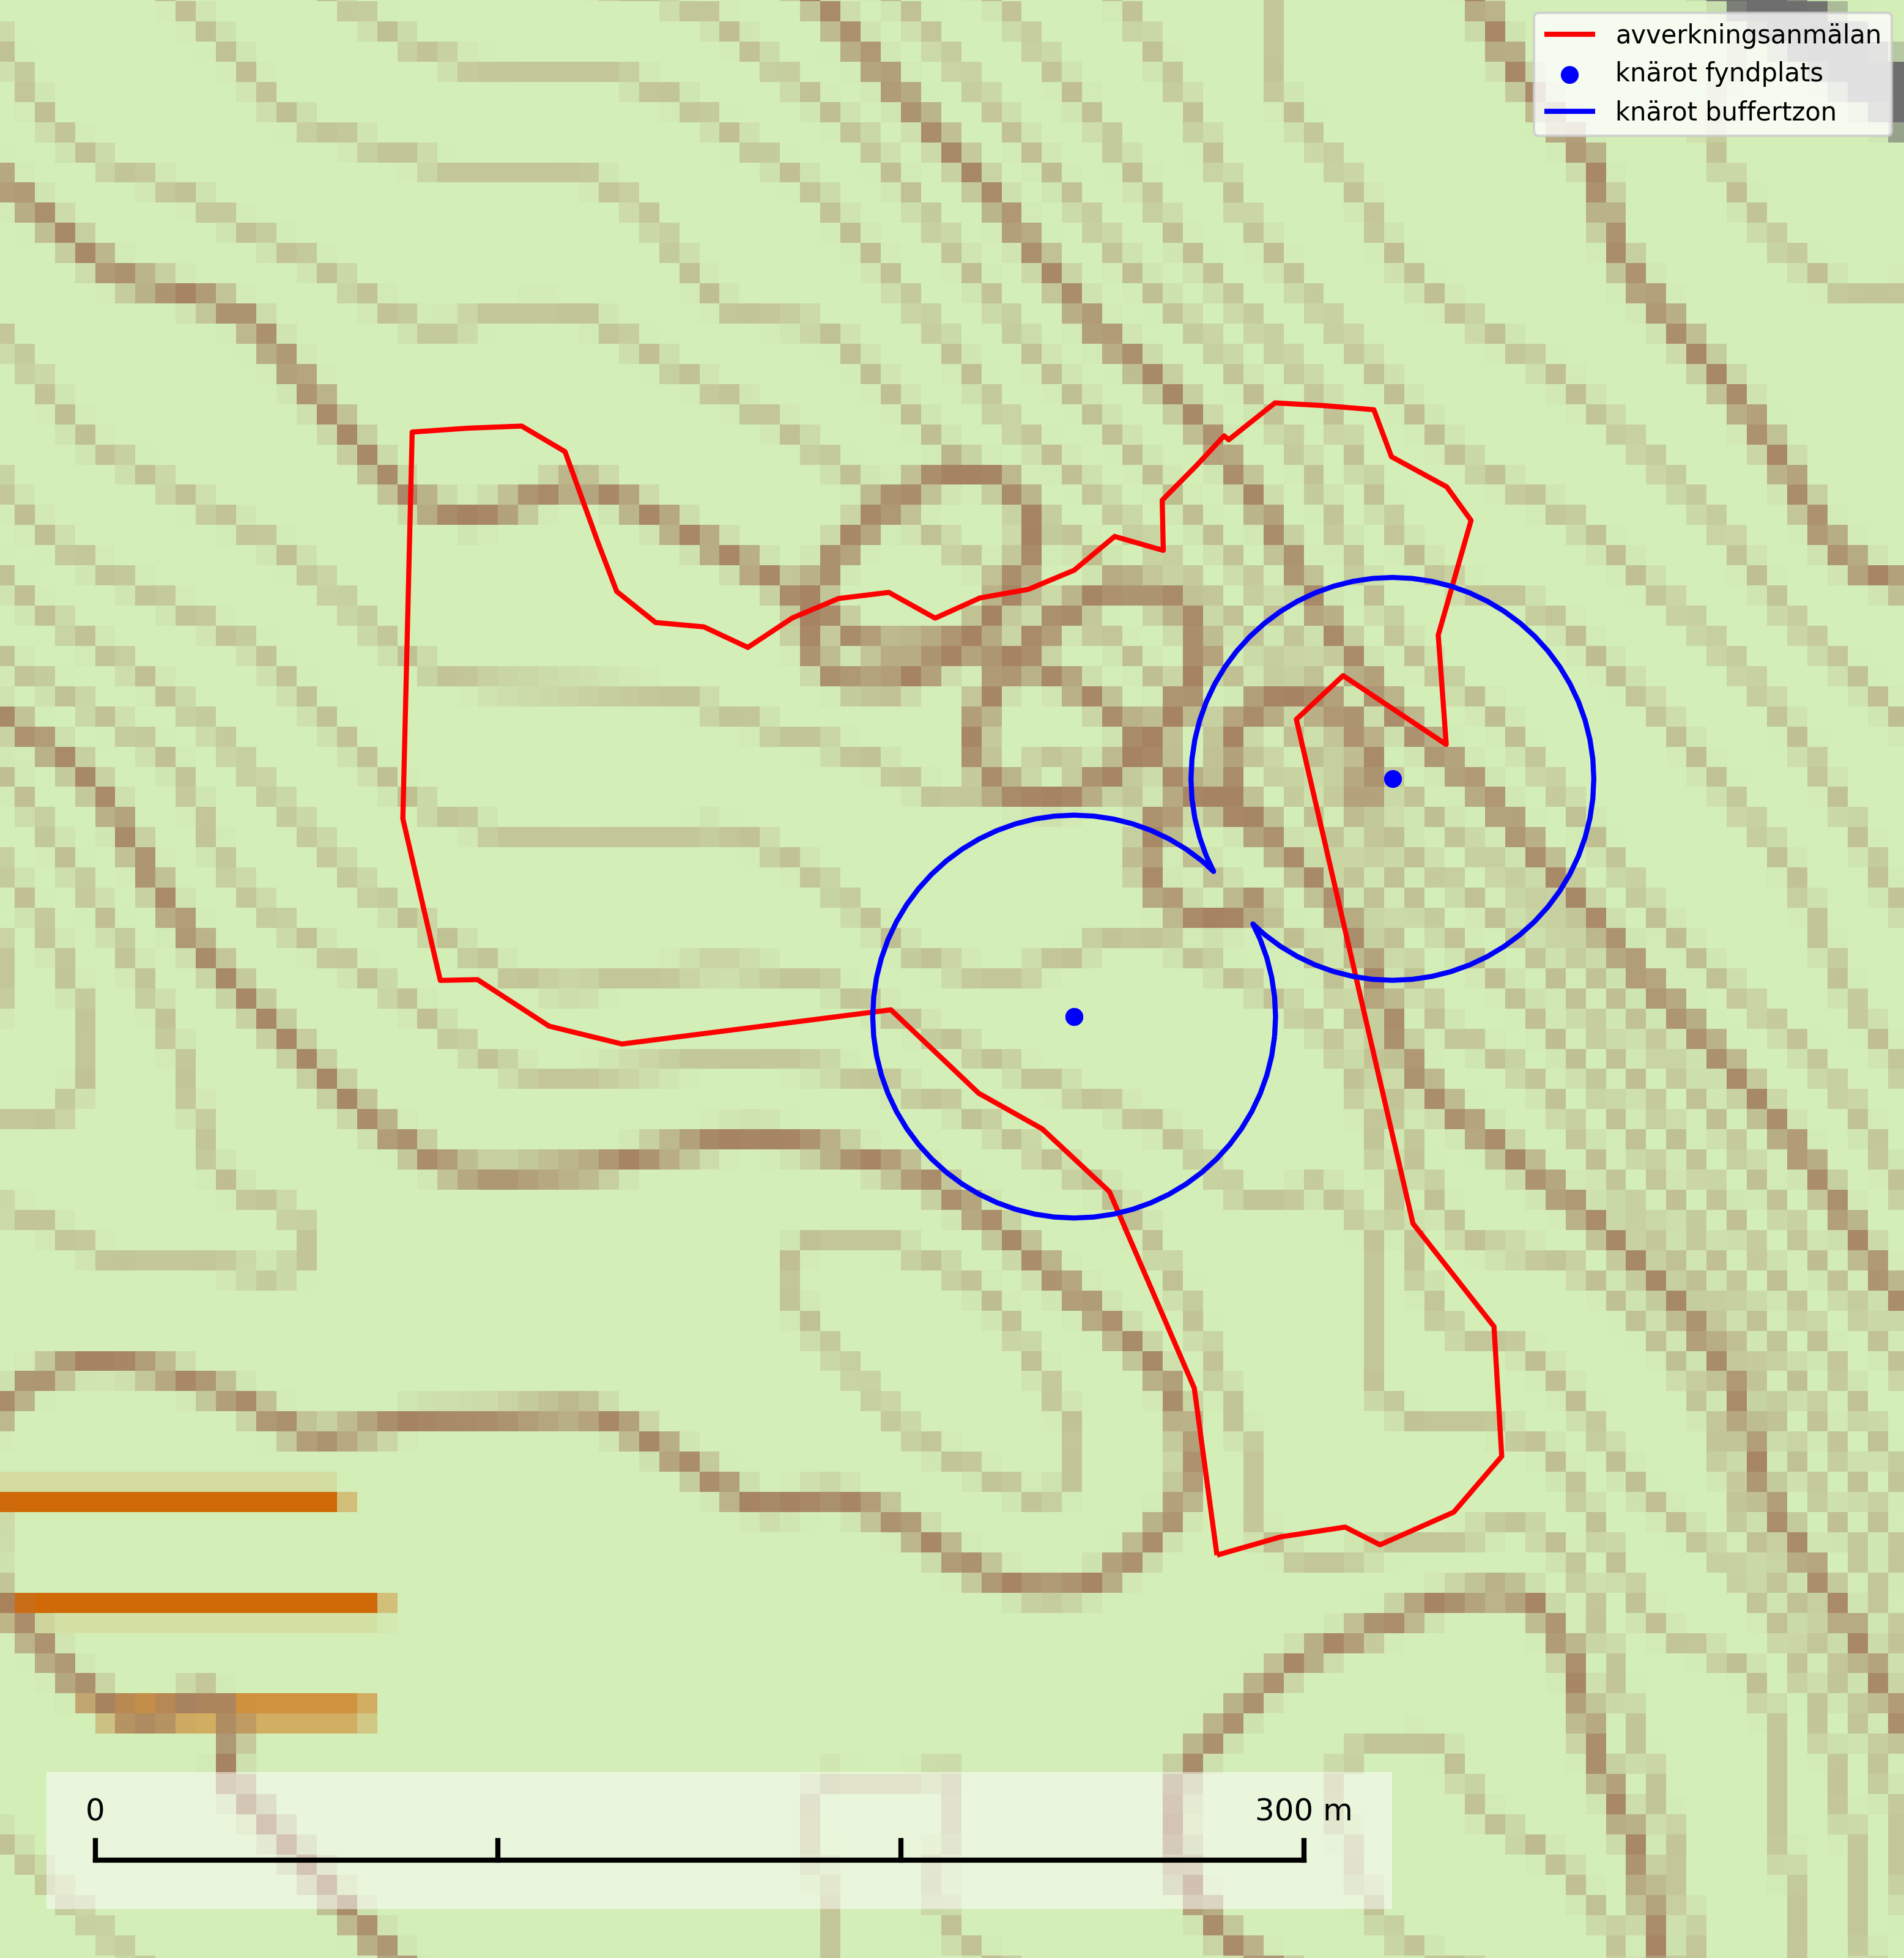 avverkningsanmälan
knärot fyndplats
knärot buffertzon
0 300 m